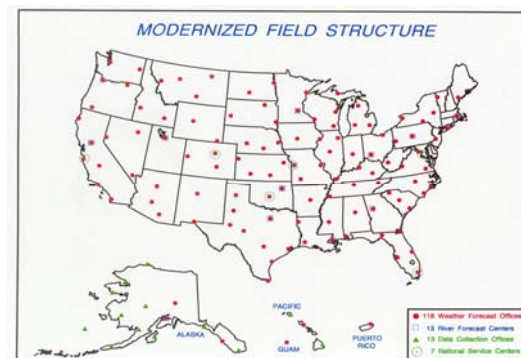 MODERNIZED FIELD STRUCTURE
PACIFIC
ALASKA
GUAM
PUERTO
RICO
118 Weather Forecast Offices
13 River Forecast Centers
13 Data Collection Offices
7 National Service Centers